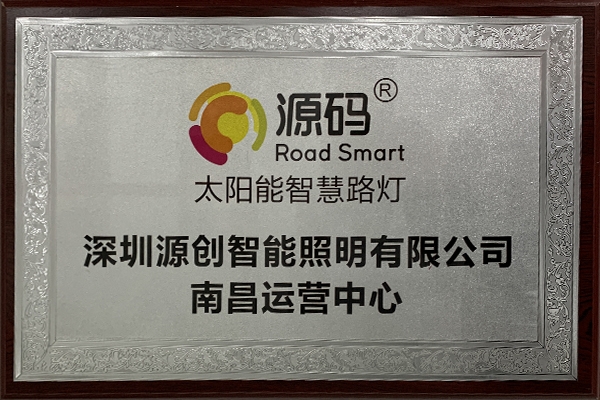 源码®
Road Smart
太阳能智慧路灯
深圳源创智能照明有限公司
南昌运营中心